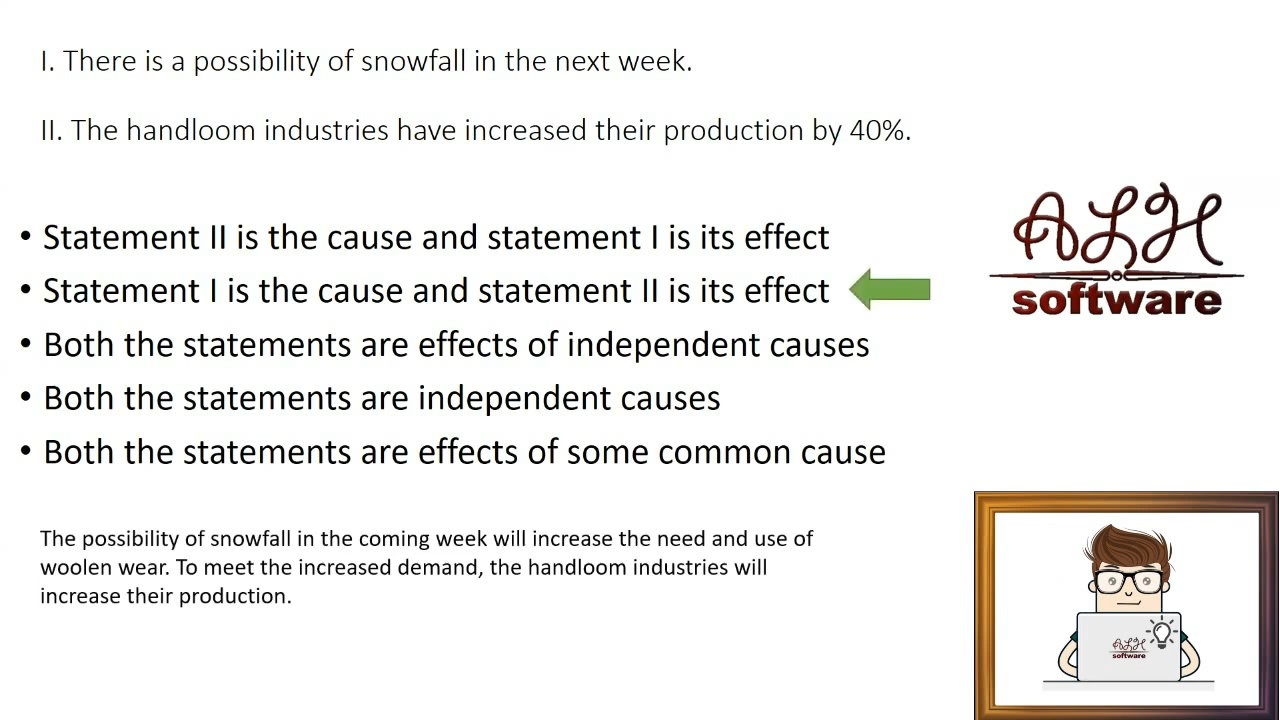 I. There is a possibility of snowfall in the next week.
II. The handloom industries have increased their production by 40%.
• Statement II is the cause and statement I is its effect
• Statement I is the cause and statement II is its effect
• Both the statements are effects of independent causes
• Both the statements are independent causes
• Both the statements are effects of some common cause
ALH
software
The possibility of snowfall in the coming week will increase the need and use of
woolen wear. To meet the increased demand, the handloom industries will
increase their production.
ALH
software